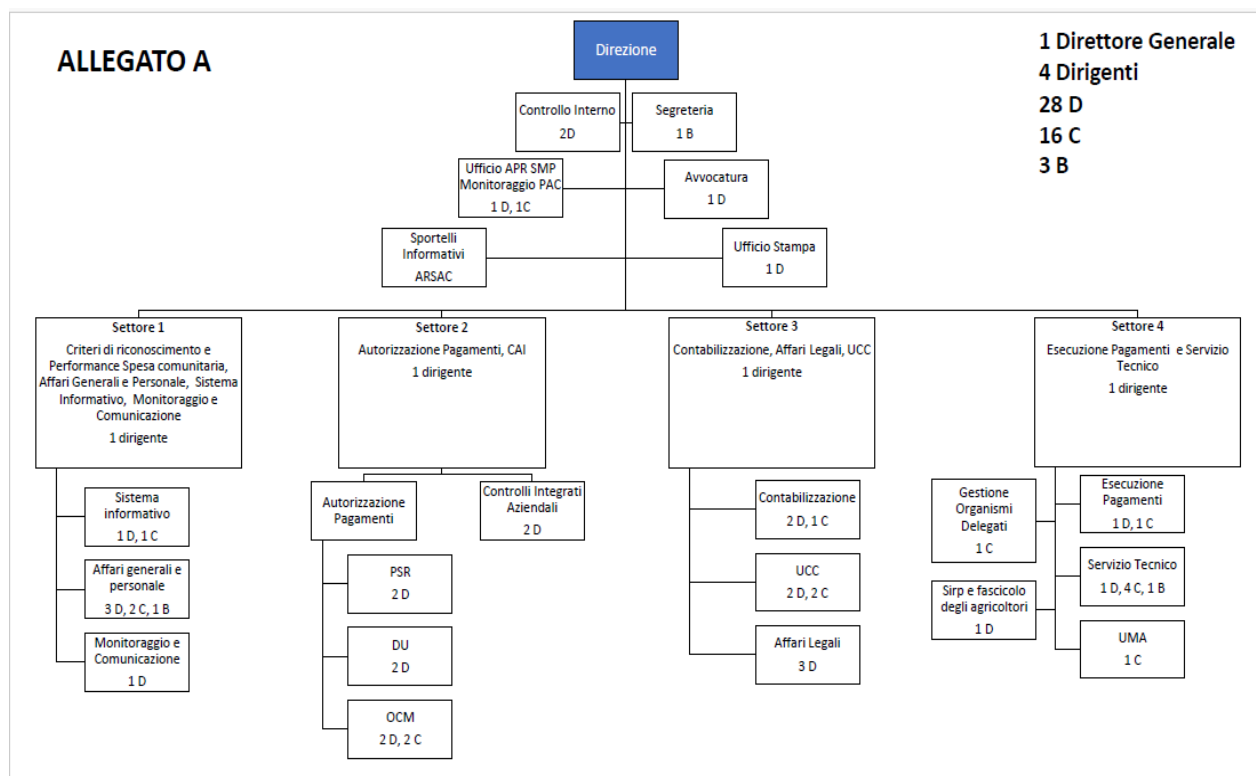 ALLEGATO A
Direzione
1 Direttore Generale
4 Dirigenti
28 D
16 C
3 B
Controllo Interno
2D
Segreteria
1 B
Ufficio APR SMP
Monitoraggio PAC
1 D, 1C
Avvocatura
1 D
Sportelli
Informativi
ARSAC
Ufficio Stampa
1 D
Settore 1
Criteri di riconoscimento e
Performance Spesa comunitaria,
Affari Generali e Personale, Sistema
Informativo, Monitoraggio e
Comunicazione
1 dirigente
Settore 2
Autorizzazione Pagamenti, CAI
1 dirigente
Settore 3
Contabilizzazione, Affari Legali, UCC
1 dirigente
Settore 4
Esecuzione Pagamenti e Servizio
Tecnico
1 dirigente
Sistema
informativo
1 D, 1 C
Affari generali e
personale
3 D, 2 C, 1 B
Monitoraggio e
Comunicazione
1 D
Autorizzazione
Pagamenti
Controlli Integrati
Aziendali
2 D
PSR
2 D
DU
2 D
OCM
2 D, 2 C
Contabilizzazione
2 D, 1 C
UCC
2 D, 2 C
Affari Legali
3 D
Gestione
Organismi
Delegati
1 C
Esecuzione
Pagamenti
1 D, 1 C
Sirp e fascicolo
degli agricoltori
1 D
Servizio Tecnico
1 D, 4 C, 1 B
UMA
1 C